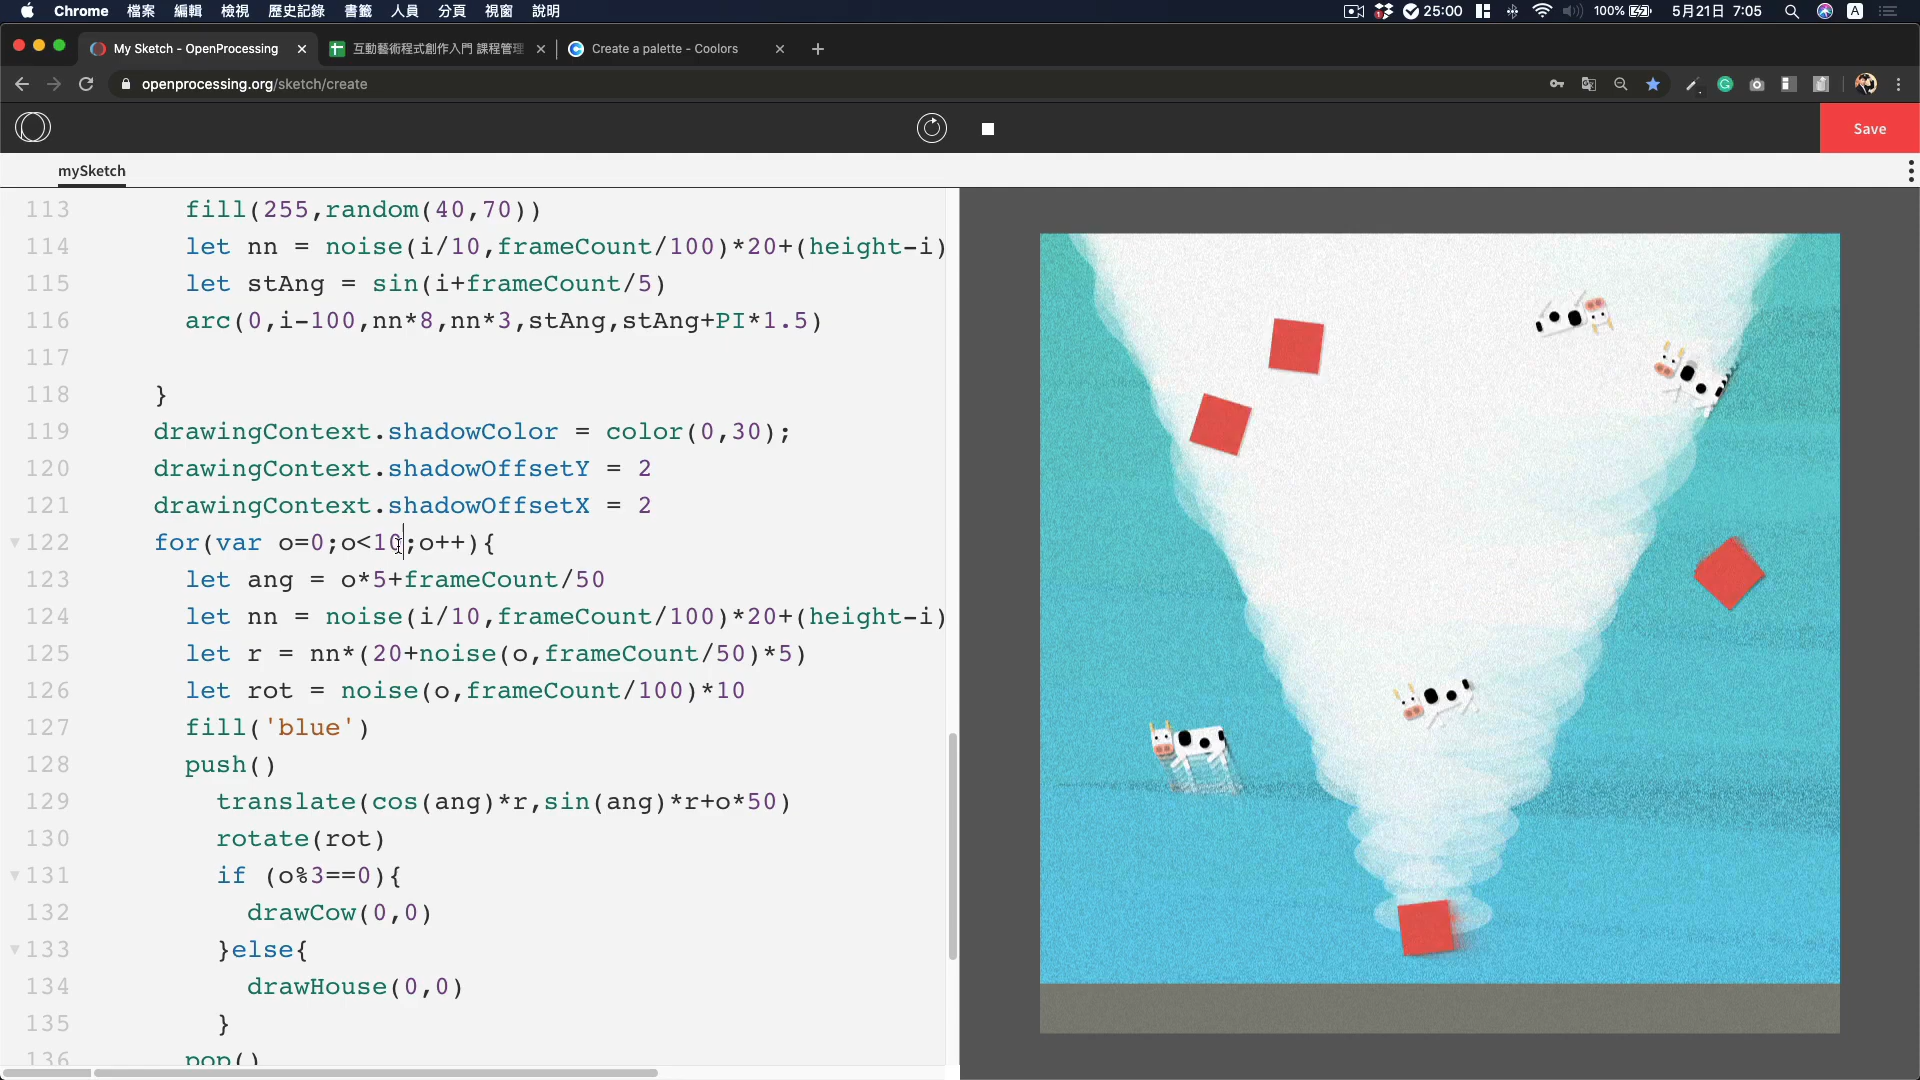 Chrome 檔案 編輯 檢視 歷史記錄 書籤 人員 分頁 視窗 說明 25:00 100% 5月21日 7:05 A
My Sketch - OpenProcessing 互動藝術程式創作入門 課程管理 Create a palette - Coolors
openprocessing.org/sketch/create
Save
mySketch
113 fill(255,random(40,70))
114 let nn = noise(i/10,frameCount/100)*20+(height-i)
115 let stAng = sin(i+frameCount/5)
116 arc(0,i-100,nn*8,nn*3,stAng,stAng+PI*1.5)
117
118 }
119 drawingContext.shadowColor = color(0,30);
120 drawingContext.shadowOffsetY = 2
121 drawingContext.shadowOffsetX = 2
122 for(var o=0;o<10;o++){
123 let ang = o*5+frameCount/50
124 let nn = noise(i/10,frameCount/100)*20+(height-i)
125 let r = nn*(20+noise(o,frameCount/50)*5)
126 let rot = noise(o,frameCount/100)*10
127 fill('blue')
128 push()
129 translate(cos(ang)*r,sin(ang)*r+o*50)
130 rotate(rot)
131 if (o%3==0){
132 drawCow(0,0)
133 }else{
134 drawHouse(0,0)
135 }
136 pop()